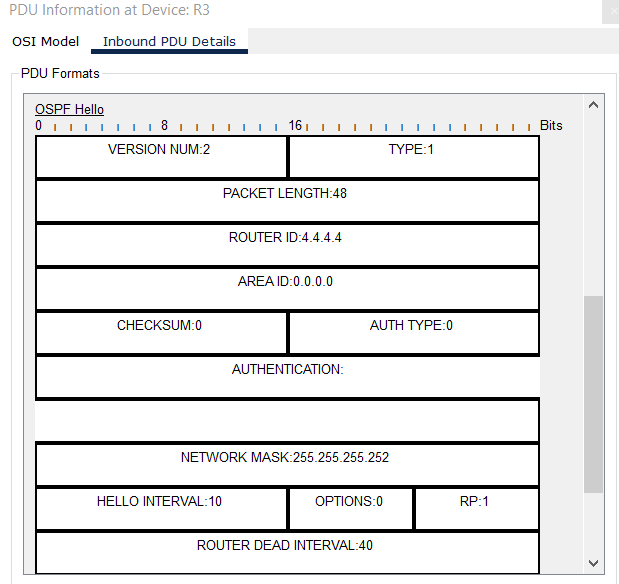 PDU Information at Device: R3
OSI Model Inbound PDU Details
PDU Formats
OSPF Hello
0 8 16 Bits
VERSION NUM:2 TYPE:1
PACKET LENGTH:48
ROUTER ID:4.4.4.4
AREA ID:0.0.0.0
CHECKSUM:0 AUTH TYPE:0
AUTHENTICATION:
NETWORK MASK:255.255.255.252
HELLO INTERVAL:10 OPTIONS:0 RP:1
ROUTER DEAD INTERVAL:40